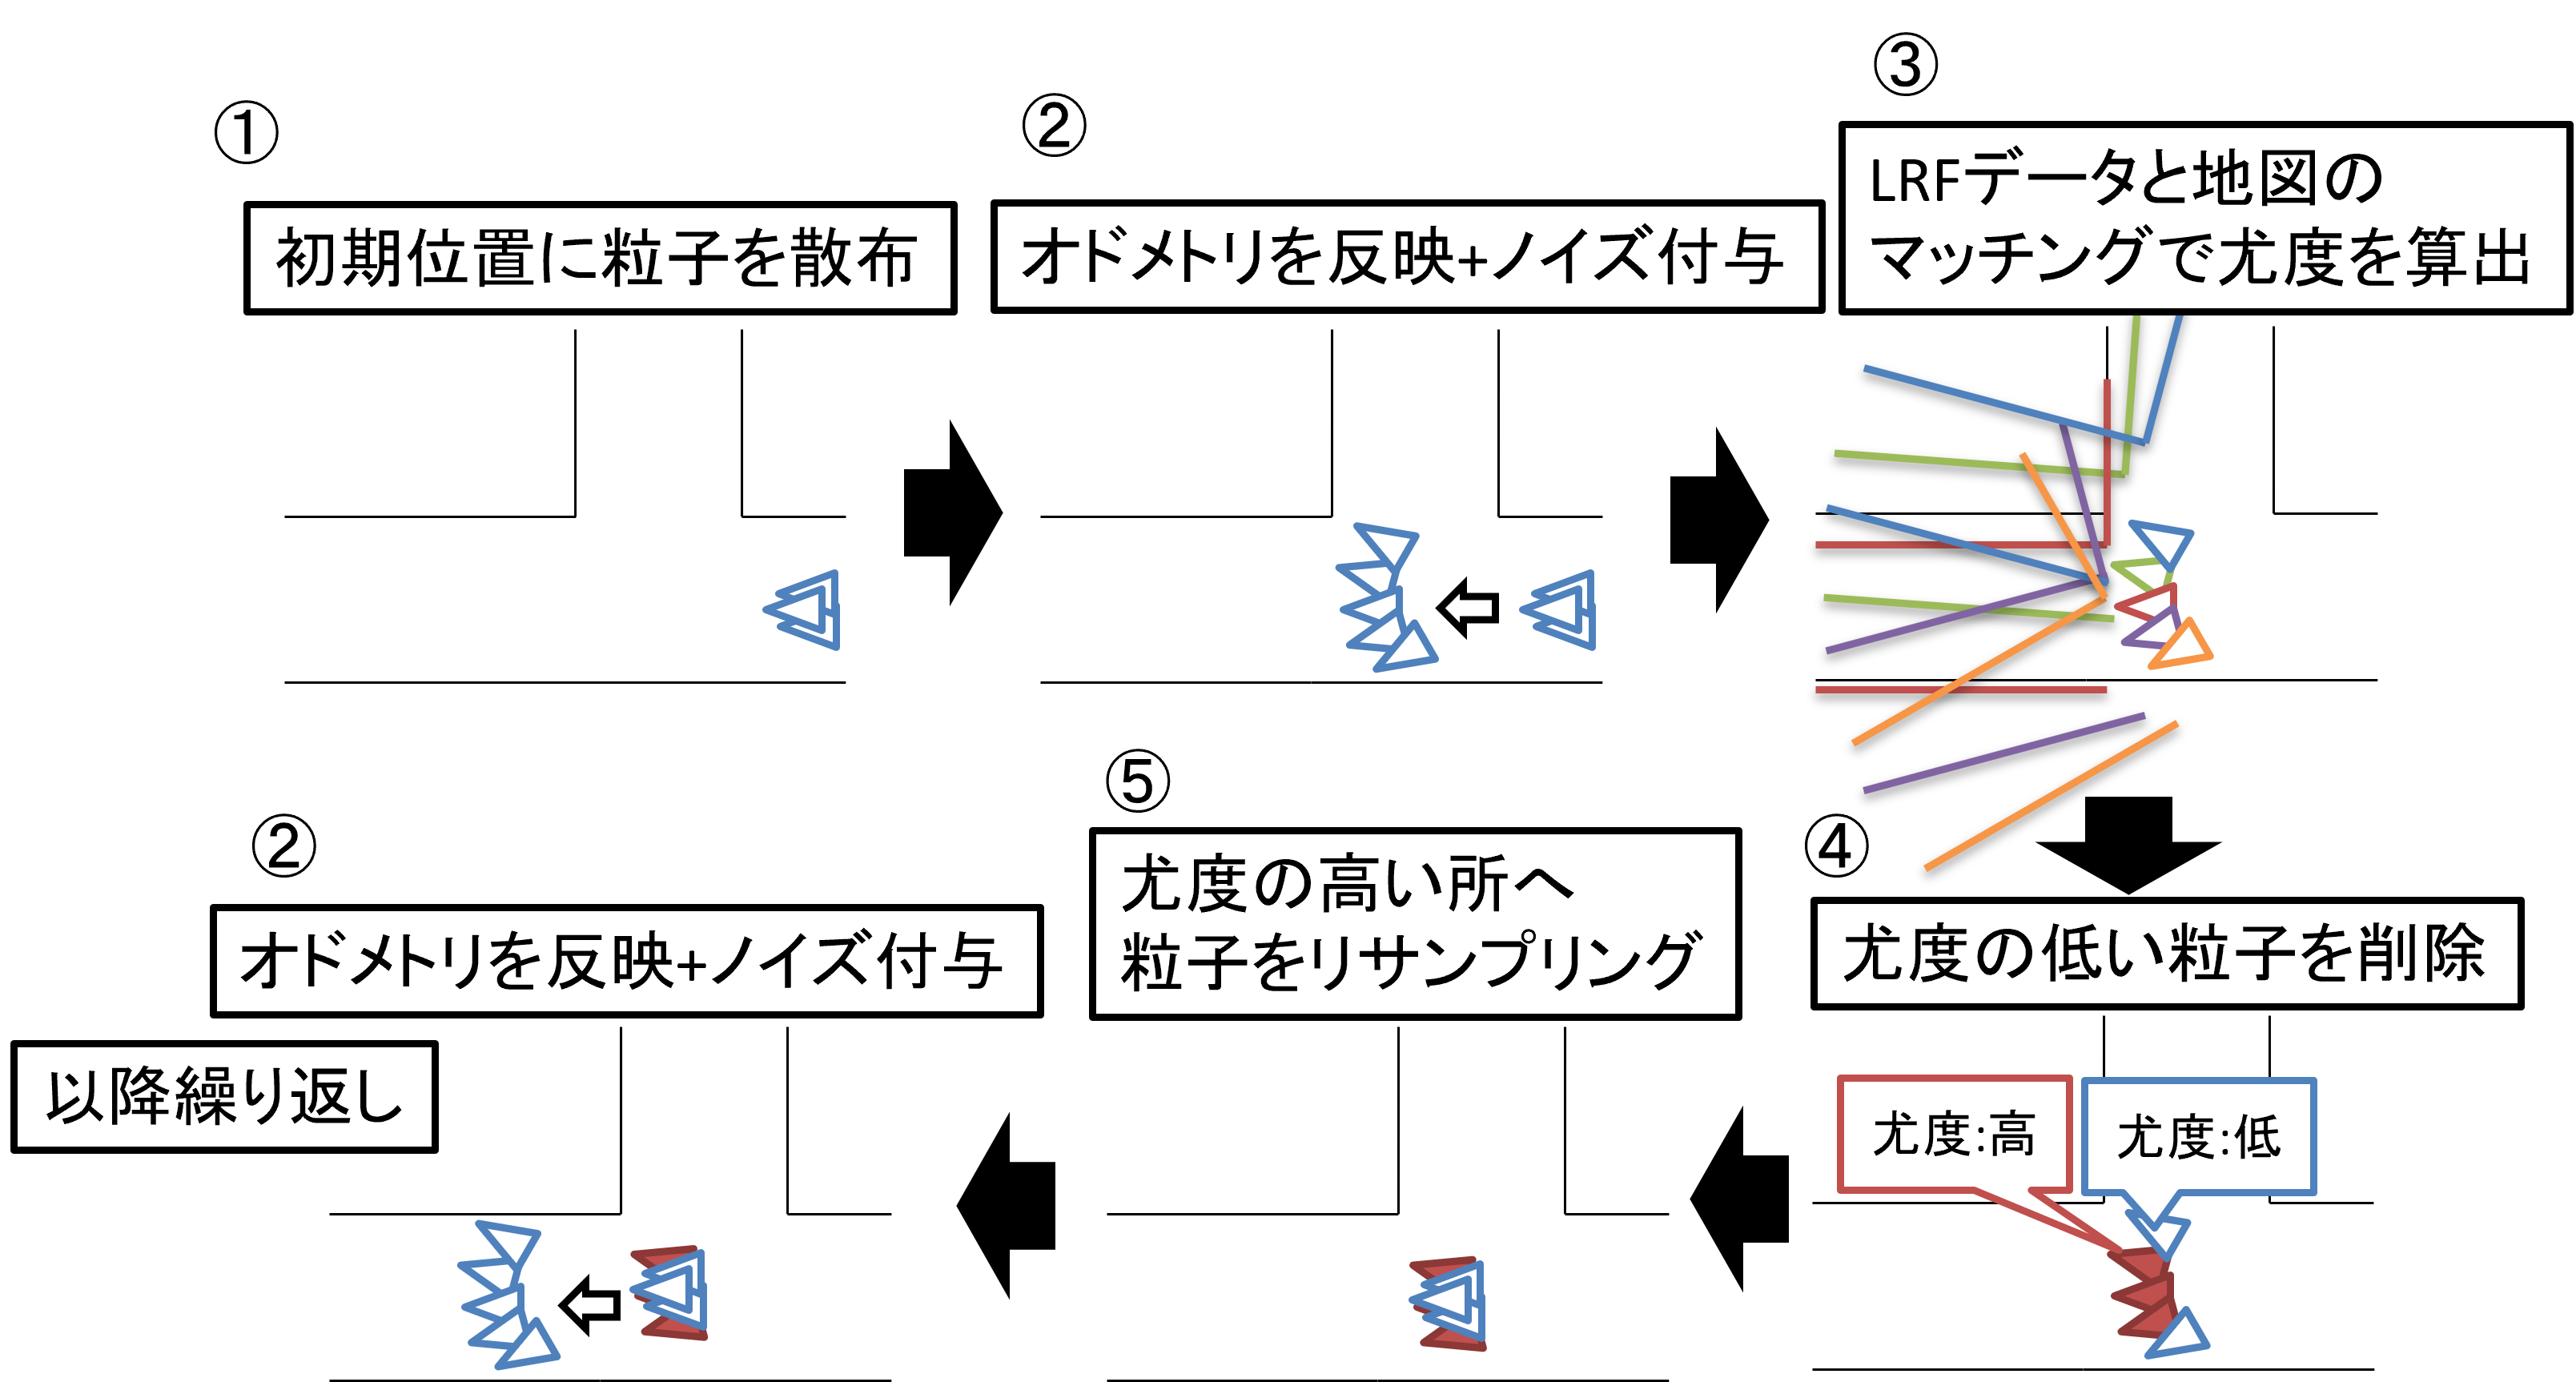 ①
初期位置に粒子を散布
②
オドメトリを反映+ノイズ付与
③
LRFデータと地図の
マッチングで尤度を算出
④
尤度の低い粒子を削除
尤度:高
尤度:低
⑤
尤度の高い所へ
粒子をリサンプリング
②
オドメトリを反映+ノイズ付与
以降繰り返し